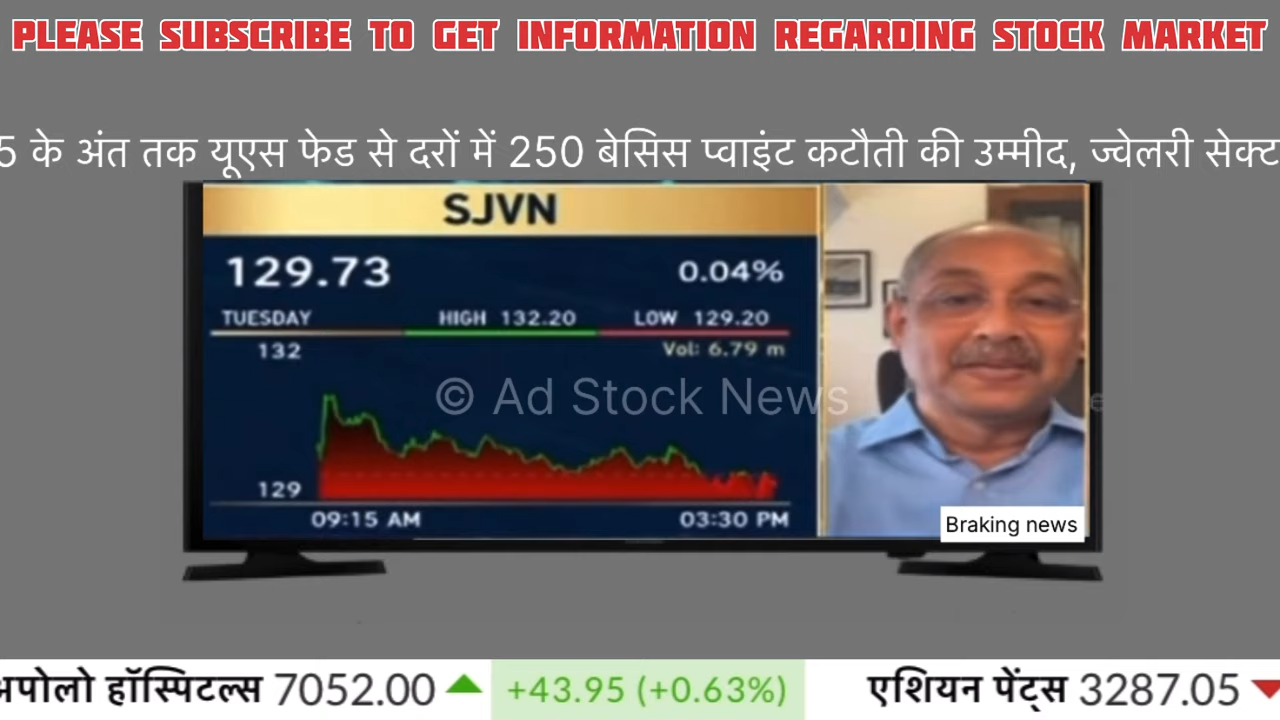 PLEASE SUBSCRIBE TO GET INFORMATION REGARDING STOCK MARKET
5 के अंत तक यूएस फेड से दरों में 250 बेसिस प्वाइंट कटौती की उम्मीद, ज्वेलरी सेक्ट
SJVN
129.73 0.04%
TUESDAY HIGH 132.20 LOW 129.20
132 Vol: 6.79 m
© Ad Stock News
129
09:15 AM 03:30 PM
Braking news
अपोलो हॉस्पिटल्स 7052.00 +43.95 (+0.63%) एशियन पेंट्स 3287.05